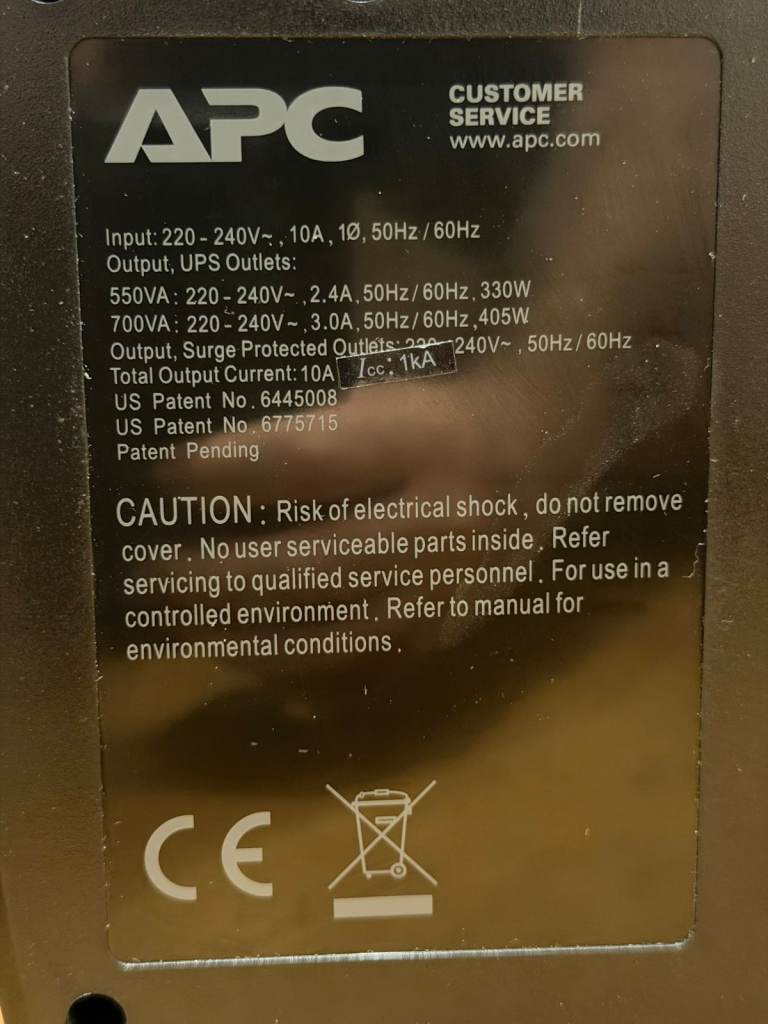 APC
CUSTOMER
SERVICE
www.apc.com
Input: 220 - 240V~ , 10A , 1Ø, 50Hz / 60Hz
Output, UPS Outlets:
550VA : 220 - 240V~ , 2.4A, 50Hz / 60Hz , 330W
700VA : 220 - 240V~ , 3.0A, 50Hz / 60Hz ,405W
Output, Surge Protected Outlets: 240V~ , 50Hz / 60Hz
Total Output Current: 10A
Icc: 1kA
US Patent No. 6445008
US Patent No. 6775715
Patent Pending
CAUTION : Risk of electrical shock , do not remove
cover . No user serviceable parts inside . Refer
servicing to qualified service personnel . For use in a
controlled environment . Refer to manual for
environmental conditions .
CE